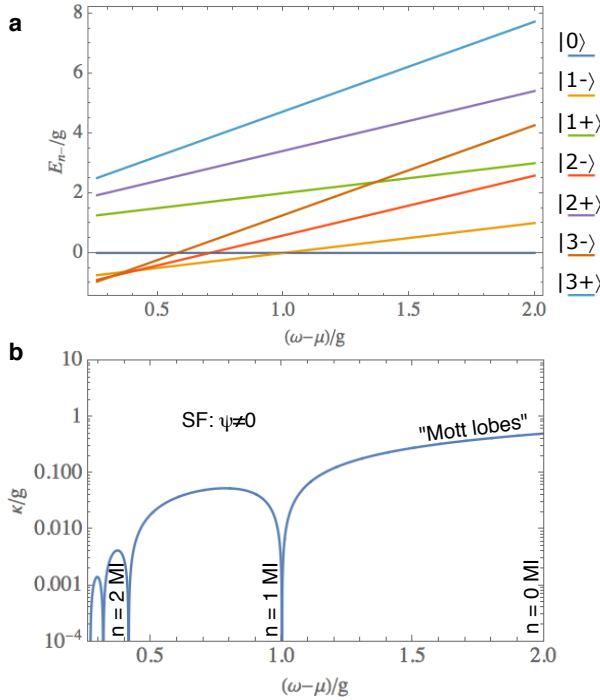 a
8
6
4
2
0
E_{n−}/g
0.5
1.0
1.5
2.0
(ω−μ)/g
|0⟩
|1-⟩
|1+⟩
|2-⟩
|2+⟩
|3-⟩
|3+⟩
b
10
1
0.100
0.010
0.001
10⁻⁴
κ/g
SF: ψ≠0
"Mott lobes"
n = 2 MI
n = 1 MI
n = 0 MI
0.5
1.0
1.5
2.0
(ω−μ)/g